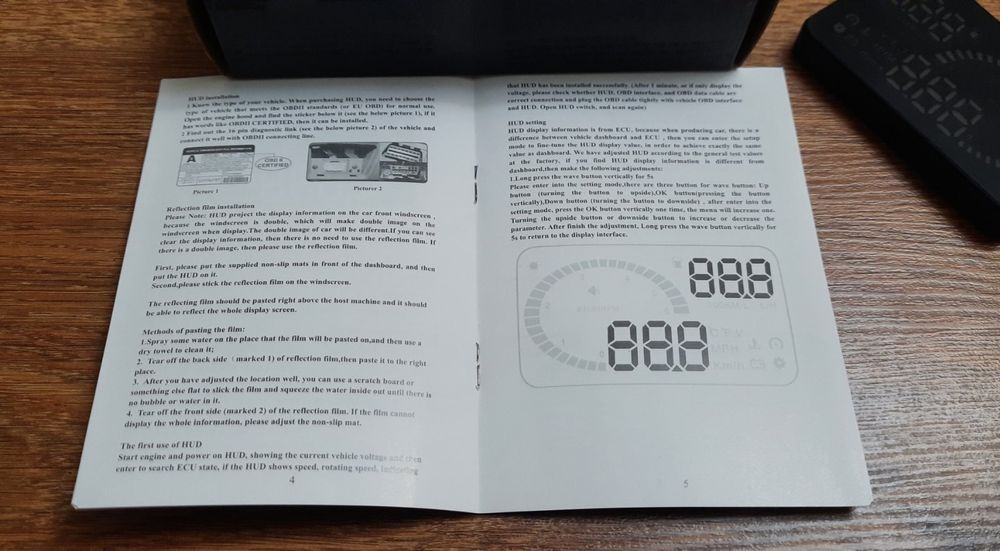 HUD installation
1 Know the type of your vehicle. When purchasing HUD, you need to choose the
type of vehicle that meets the OBDII standards (or EU OBD) for normal use.
Open the engine hood and find the sticker below it (see the below picture 1), if it
has words like OBDII CERTIFIED, then it can be installed.
2 Find out the 16 pin diagnostic link (see the below picture 2) of the vehicle and
connect it well with OBDII connecting line.
A
OBD II
CERTIFIED
Picture 1
Picturer 2
Reflection film installation
Please Note: HUD project the display information on the car front windscreen ,
because the windscreen is double, which will make double image on the
windscreen when display.The double image of car will be different.If you can see
clear the display information, then there is no need to use the reflection film. If
there is a double image, then please use the reflection film.
First, please put the supplied non-slip mats in front of the dashboard, and then
put the HUD on it.
Second,please stick the reflection film on the windscreen.
The reflecting film should be pasted right above the host machine and it should
be able to reflect the whole display screen.
Methods of pasting the film:
1.Spray some water on the place that the film will be pasted on,and then use a
dry towel to clean it;
2. Tear off the back side (marked 1) of reflection film,then paste it to the right
place.
3. After you have adjusted the location well, you can use a scratch board or
something else flat to slick the film and squeeze the water inside out until there is
no bubble or water in it.
4. Tear off the front side (marked 2) of the reflection film. If the film cannot
display the whole information, please adjust the non-slip mat.
The first use of HUD
Start engine and power on HUD, showing the current vehicle voltage and then
enter to search ECU state, if the HUD shows speed, rotating speed, indicating
4
that HUD has been installed successfully. (After 1 minute, or if only display the
voltage, please check whether HUD, OBD interface, and OBD data cable are
correct connection and plug the OBD cable tightly with vehicle OBD interface
and HUD. Open HUD switch, and scan again);
HUD setting
HUD display information is from ECU, because when producing car, there is a
difference between vehicle dashboard and ECU ; then you can enter the setup
mode to fine-tune the HUD display value, in order to achieve exactly the same
value as dashboard. We have adjusted HUD according to the general test values
at the factory, if you find HUD display information is different from
dashboard,then make the following adjustments:
1.Long press the wave button vertically for 5s
Please enter into the setting mode,there are three button for wave button: Up
button (turning the button to upside),OK button(pressing the button
vertically),Down button (turning the button to downside) , after enter into the
setting mode, press the OK button vertically one time, the menu will increase one.
Turning the upside button or downside button to increase or decrease the
parameter. After finish the adjustment, Long press the wave button vertically for
5s to return to the display interface.
88.8
88.8
MPH
Km/h
5